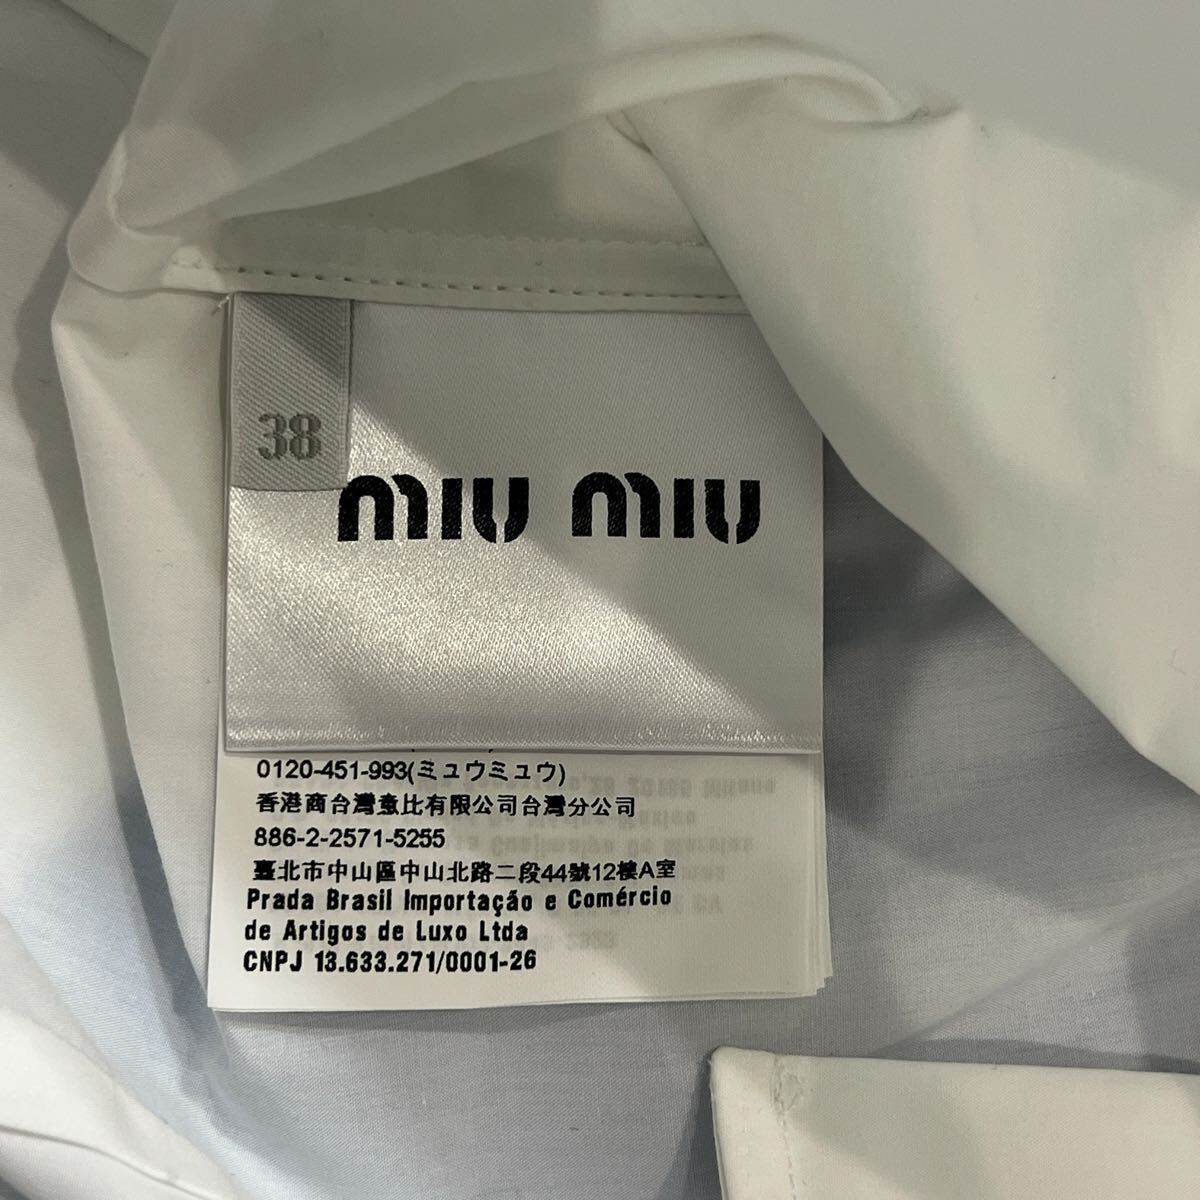 38
miu miu
0120-451-993(ミュウミュウ)
香港商台灣意比有限公司台灣分公司
886-2-2571-5255
臺北市中山區中山北路二段44號12樓A室
Prada Brasil Importação e Comércio
de Artigos de Luxo Ltda
CNPJ 13.633.271/0001-26